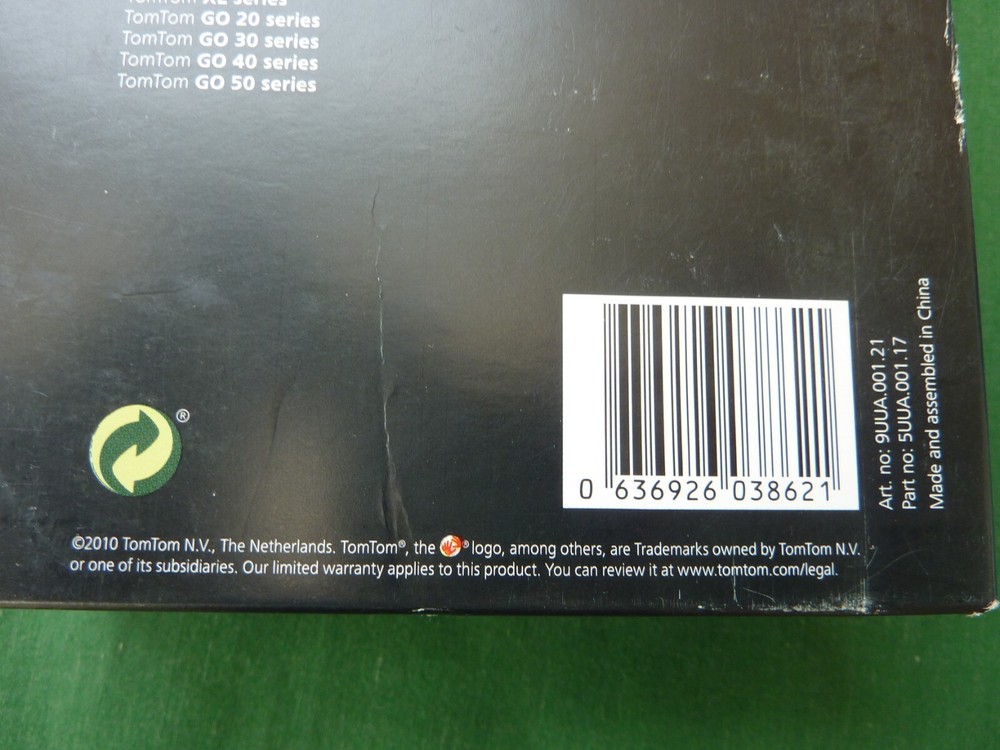 TomTom XL series
TomTom GO 20 series
TomTom GO 30 series
TomTom GO 40 series
TomTom GO 50 series
®
0 636926 038621
Art. no: 9UUA.001.21
Part no: 5UUA.001.17
Made and assembled in China
©2010 TomTom N.V., The Netherlands. TomTom®, the ® logo, among others, are Trademarks owned by TomTom N.V.
or one of its subsidiaries. Our limited warranty applies to this product. You can review it at www.tomtom.com/legal.